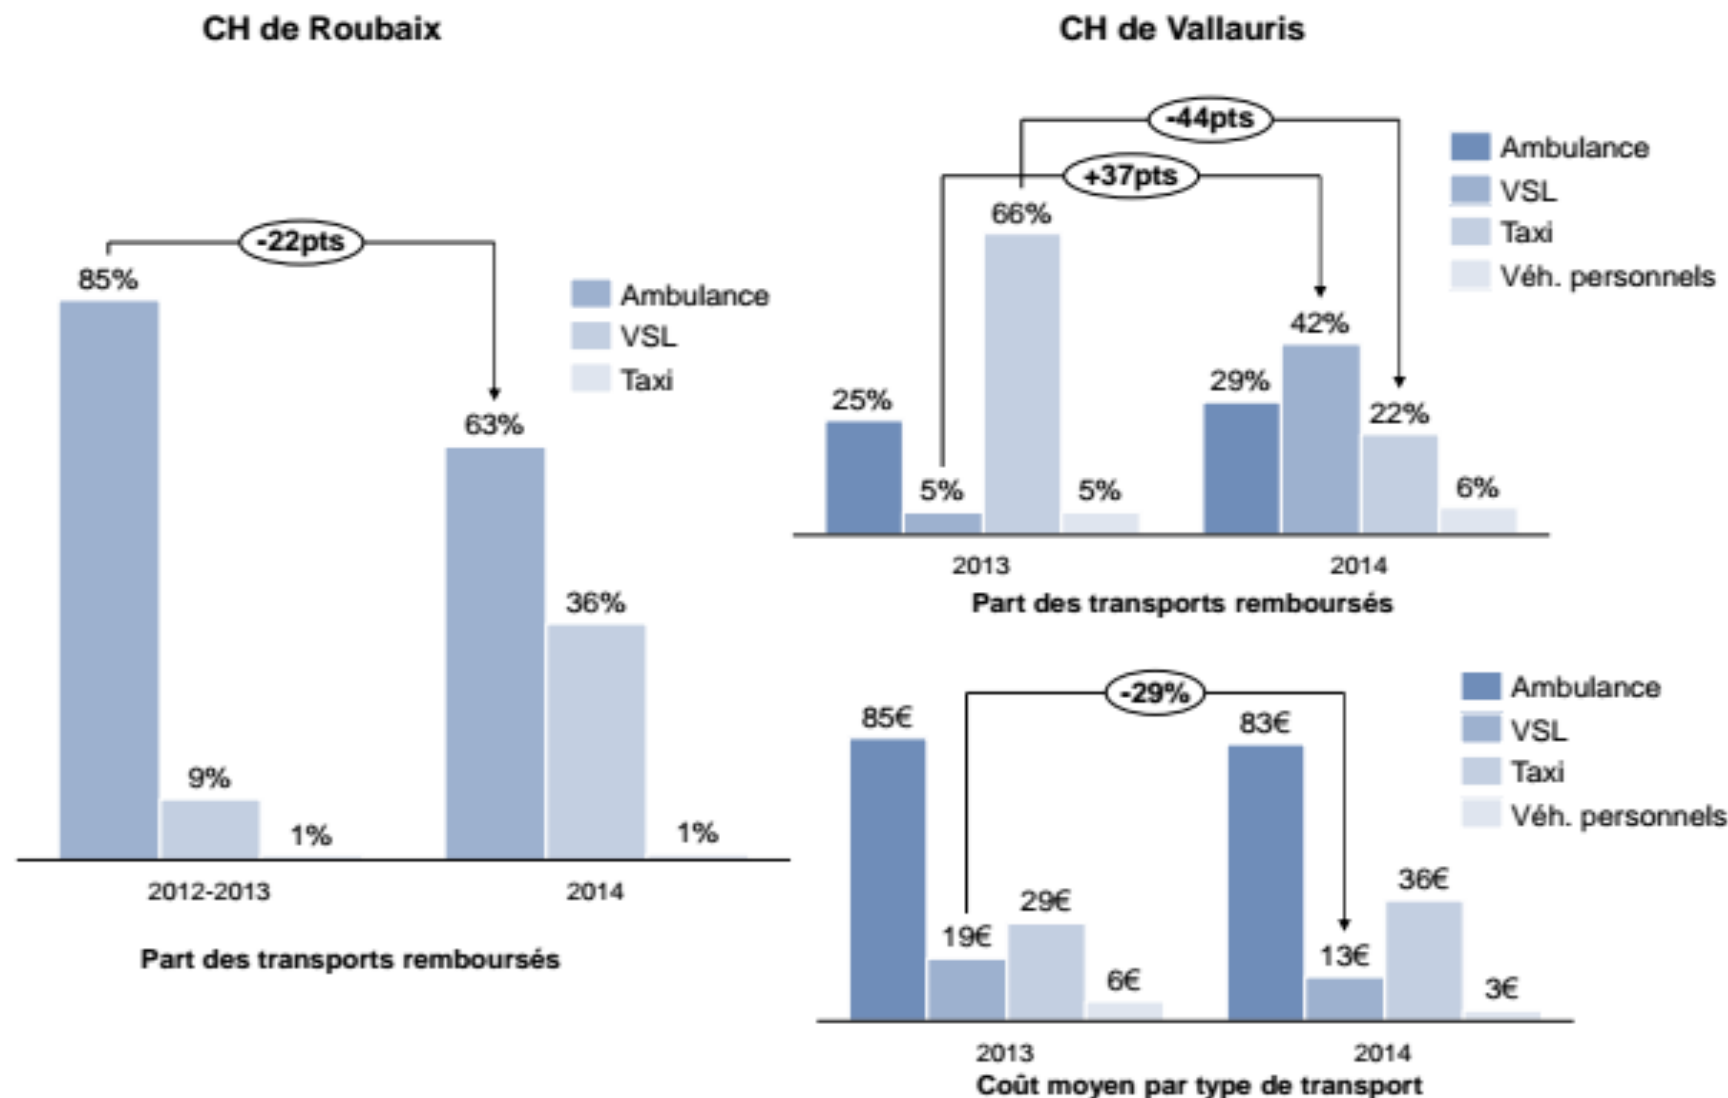 CH de Roubaix
-22pts
85%
9%
1%
63%
36%
1%
2012-2013
2014
Ambulance
VSL
Taxi
Part des transports remboursés
CH de Vallauris
-44pts
+37pts
25%
5%
66%
5%
29%
42%
22%
6%
2013
2014
Ambulance
VSL
Taxi
Véh. personnels
Part des transports remboursés
-29%
85€
19€
29€
6€
83€
13€
36€
3€
2013
2014
Ambulance
VSL
Taxi
Véh. personnels
Coût moyen par type de transport